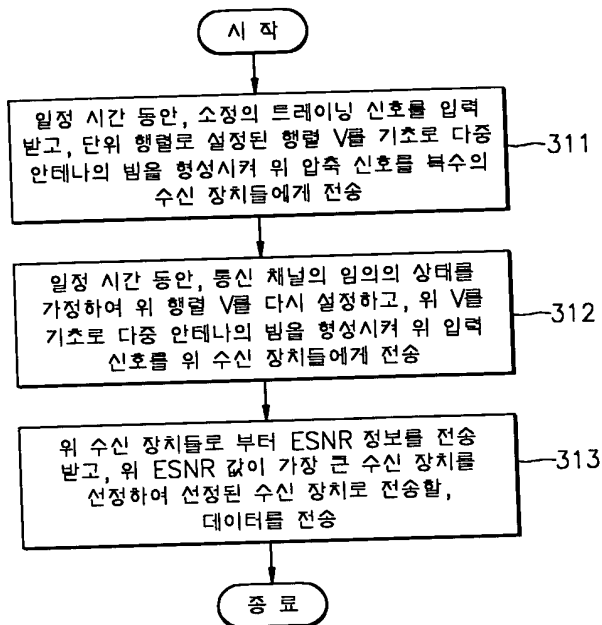 시 작
일정 시간 동안, 소정의 트레이닝 신호를 입력
받고, 단위 행렬로 설정된 행렬 V를 기초로 다중
안테나의 빔을 형성시켜 위 압축 신호를 복수의
수신 장치들에게 전송
311
일정 시간 동안, 통신 채널의 임의의 상태를
가정하여 위 행렬 V를 다시 설정하고, 위 V를
기초로 다중 안테나의 빔을 형성시켜 위 입력
신호를 위 수신 장치들에게 전송
312
위 수신 장치들로 부터 ESNR 정보를 전송
받고, 위 ESNR 값이 가장 큰 수신 장치를
선정하여 선정된 수신 장치로 전송할,
데이터를 전송
313
종 료